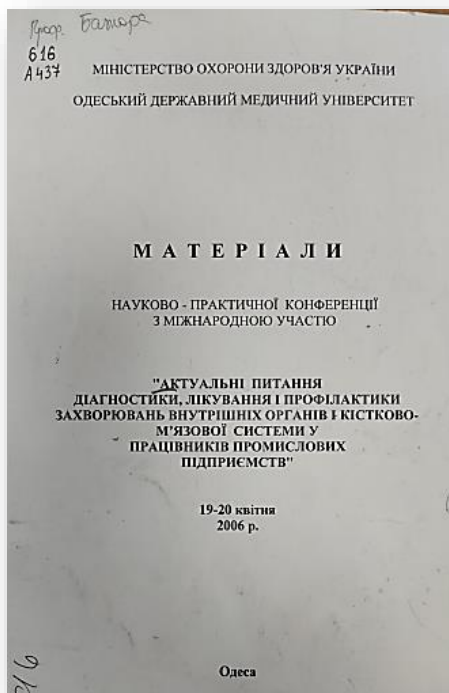 Проф. Бажора
616
А437
МІНІСТЕРСТВО ОХОРОНИ ЗДОРОВ'Я УКРАЇНИ
ОДЕСЬКИЙ ДЕРЖАВНИЙ МЕДИЧНИЙ УНІВЕРСИТЕТ
МАТЕРІАЛИ
НАУКОВО - ПРАКТИЧНОЇ КОНФЕРЕНЦІЇ
З МІЖНАРОДНОЮ УЧАСТЮ
"АКТУАЛЬНІ ПИТАННЯ
ДІАГНОСТИКИ, ЛІКУВАННЯ І ПРОФІЛАКТИКИ
ЗАХВОРЮВАНЬ ВНУТРІШНІХ ОРГАНІВ І КІСТКОВО-
М'ЯЗОВОЇ СИСТЕМИ У
ПРАЦІВНИКІВ ПРОМИСЛОВИХ
ПІДПРИЄМСТВ"
19-20 квітня
2006 р.
Одеса